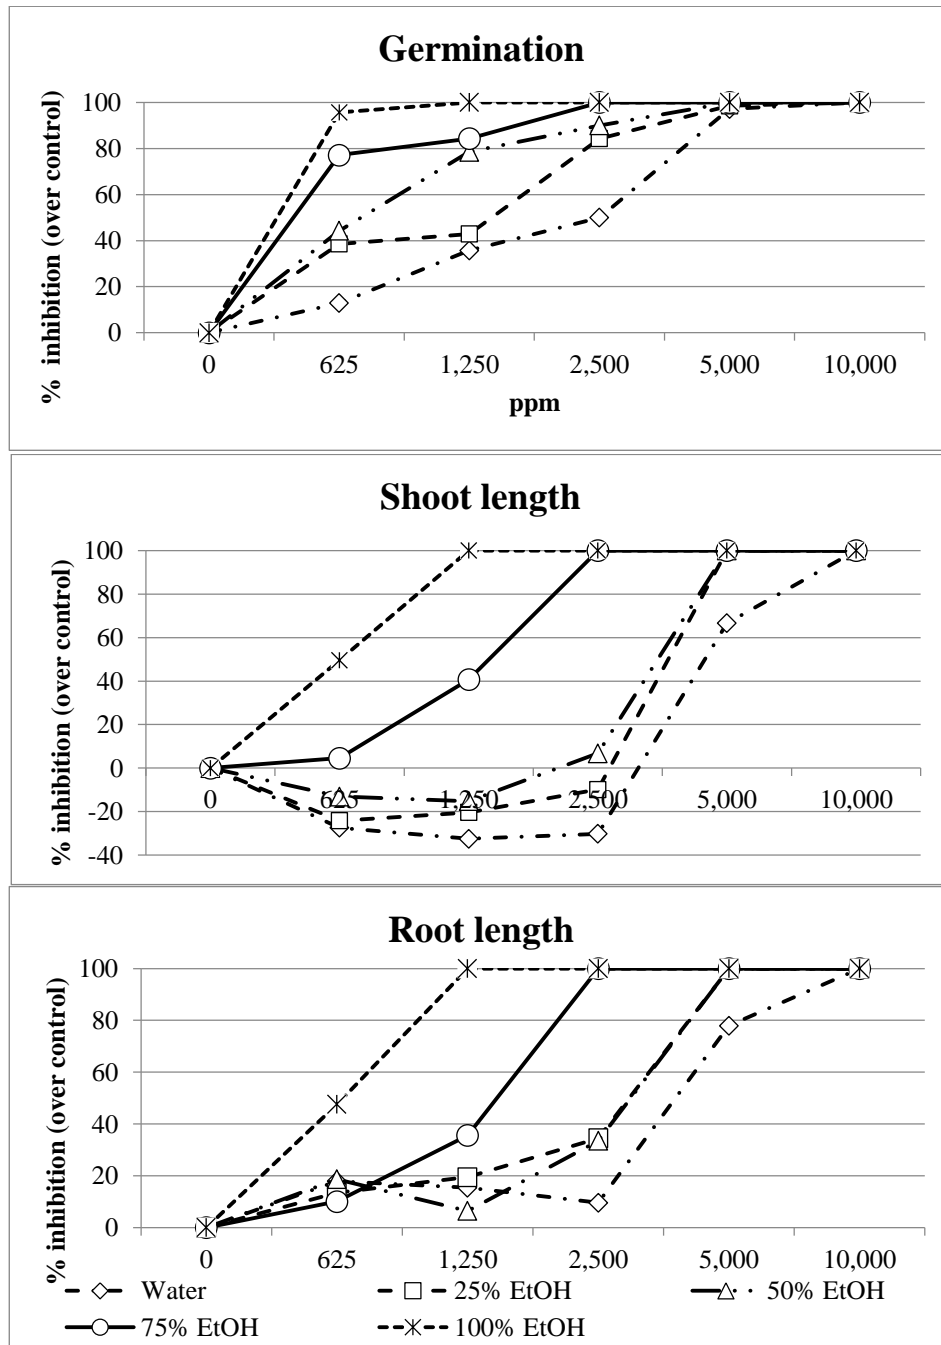 Germination
% inhibition (over control)
100
80
60
40
20
0
0 625 1,250 2,500 5,000 10,000
ppm
Shoot length
% inhibition (over control)
100
80
60
40
20
0
-20
-40
0 625 1,250 2,500 5,000 10,000
Root length
% inhibition (over control)
100
80
60
40
20
0
0 625 1,250 2,500 5,000 10,000
Water 25% EtOH 50% EtOH
75% EtOH 100% EtOH